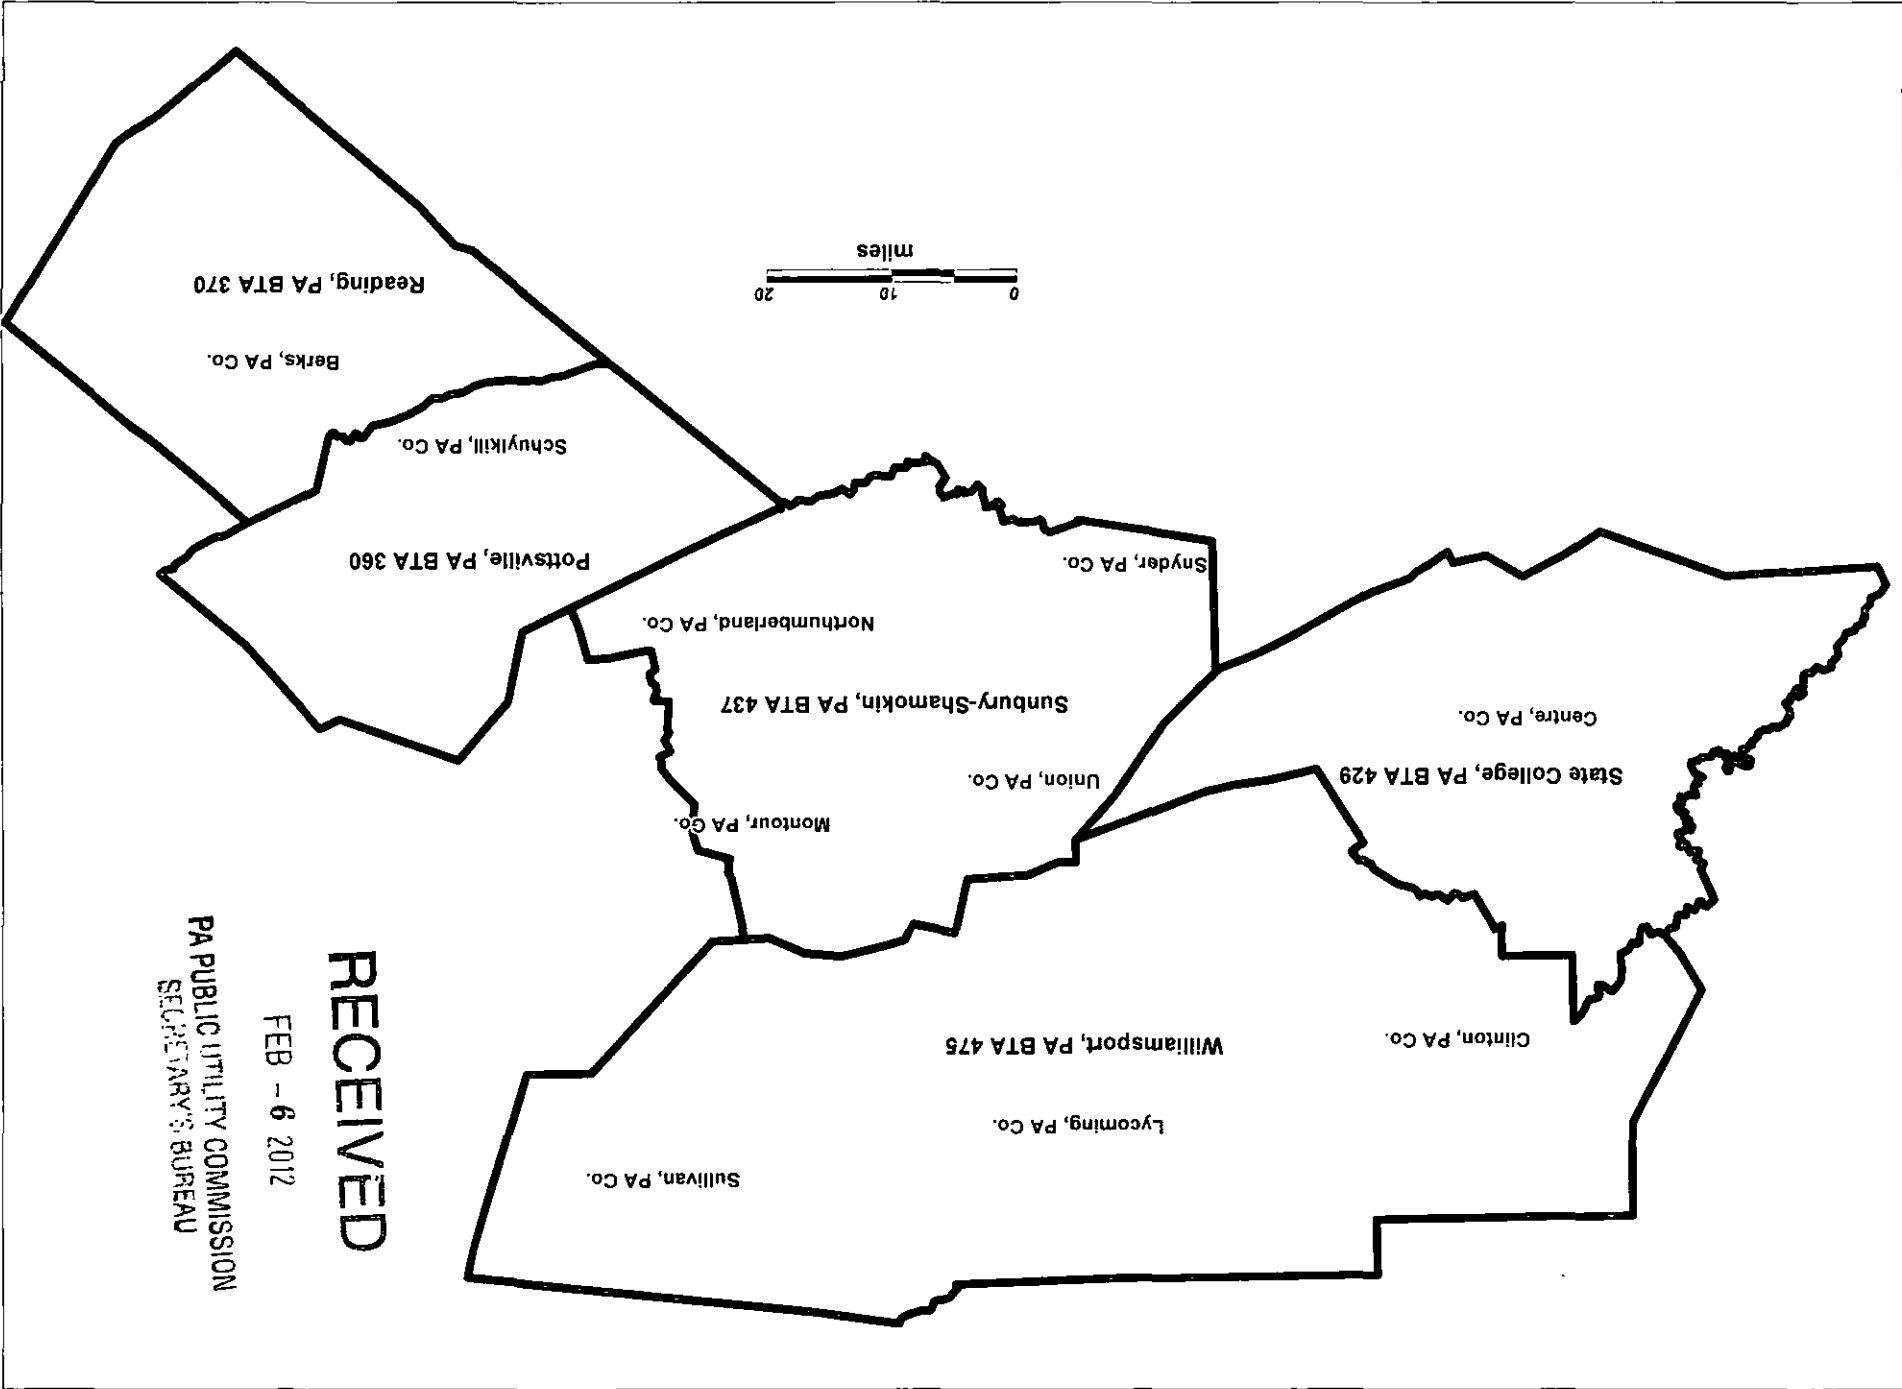 Sullivan, PA Co.
Lycoming, PA Co.
Williamsport, PA BTA 475
Clinton, PA Co.
Montour, PA Co.
Union, PA Co.
State College, PA BTA 429
Centre, PA Co.
Sunbury-Shamokin, PA BTA 437
Northumberland, PA Co.
Snyder, PA Co.
Pottsville, PA BTA 360
Schuylkill, PA Co.
Berks, PA Co.
Reading, PA BTA 370
0 10 20
miles
RECEIVED
FEB - 6 2012
PA PUBLIC UTILITY COMMISSION
SECRETARY'S BUREAU